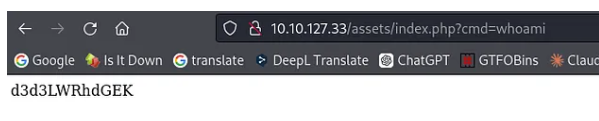 10.10.127.33/assets/index.php?cmd=whoami
Google Is It Down translate DeepL Translate ChatGPT GTFOBins Claud
d3d3LWRhdGEK